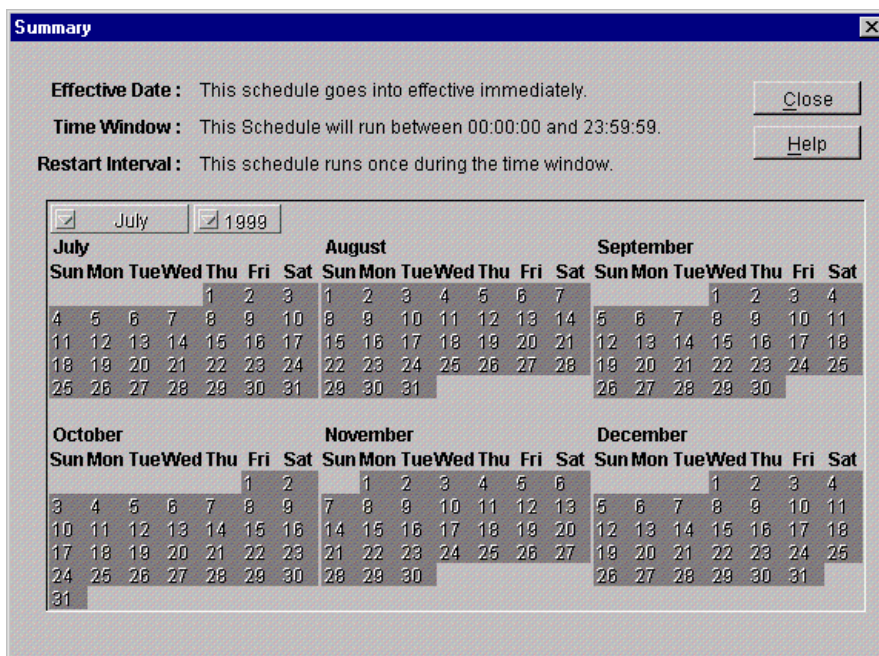 Summary
Effective Date : This schedule goes into effective immediately.
Close
Time Window : This Schedule will run between 00:00:00 and 23:59:59.
Help
Restart Interval : This schedule runs once during the time window.
July 1999
July August September
Sun Mon Tue Wed Thu Fri Sat Sun Mon Tue Wed Thu Fri Sat Sun Mon Tue Wed Thu Fri Sat
1 2 3 1 2 3 4 5 6 7 1 2 3 4
4 5 6 7 8 9 10 8 9 10 11 12 13 14 5 6 7 8 9 10 11
11 12 13 14 15 16 17 15 16 17 18 19 20 21 12 13 14 15 16 17 18
18 19 20 21 22 23 24 22 23 24 25 26 27 28 19 20 21 22 23 24 25
25 26 27 28 29 30 31 29 30 31 26 27 28 29 30
October November December
Sun Mon Tue Wed Thu Fri Sat Sun Mon Tue Wed Thu Fri Sat Sun Mon Tue Wed Thu Fri Sat
1 2 1 2 3 4 5 6 1 2 3 4
3 4 5 6 7 8 9 7 8 9 10 11 12 13 5 6 7 8 9 10 11
10 11 12 13 14 15 16 14 15 16 17 18 19 20 12 13 14 15 16 17 18
17 18 19 20 21 22 23 21 22 23 24 25 26 27 19 20 21 22 23 24 25
24 25 26 27 28 29 30 28 29 30 26 27 28 29 30 31
31